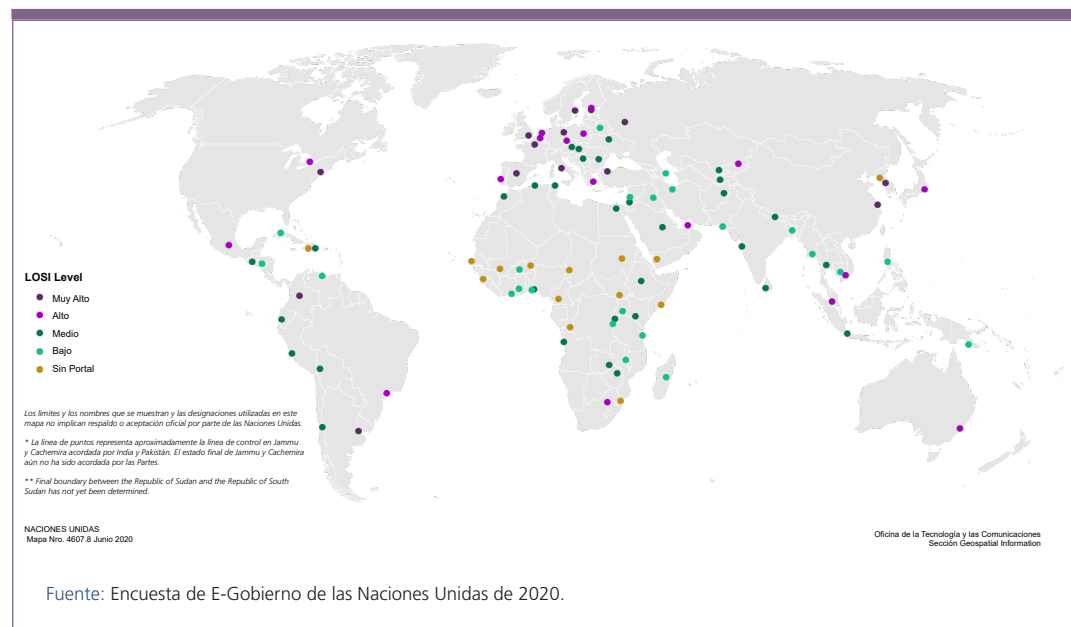 LOSI Level
Muy Alto
Alto
Medio
Bajo
Sin Portal
Los límites y los nombres que se muestran y las designaciones utilizadas en este
mapa no implican respaldo o aceptación oficial por parte de las Naciones Unidas.
* La línea de puntos representa aproximadamente la línea de control en Jammu
y Cachemira acordada por India y Pakistán. El estado final de Jammu y Cachemira
aún no ha sido acordada por las Partes.
** Final boundary between the Republic of Sudan and the Republic of South
Sudan has not yet been determined.
NACIONES UNIDAS
Mapa Nro. 4607.8 Junio 2020
Oficina de la Tecnología y las Comunicaciones
Sección Geospatial Information
Fuente: Encuesta de E-Gobierno de las Naciones Unidas de 2020.